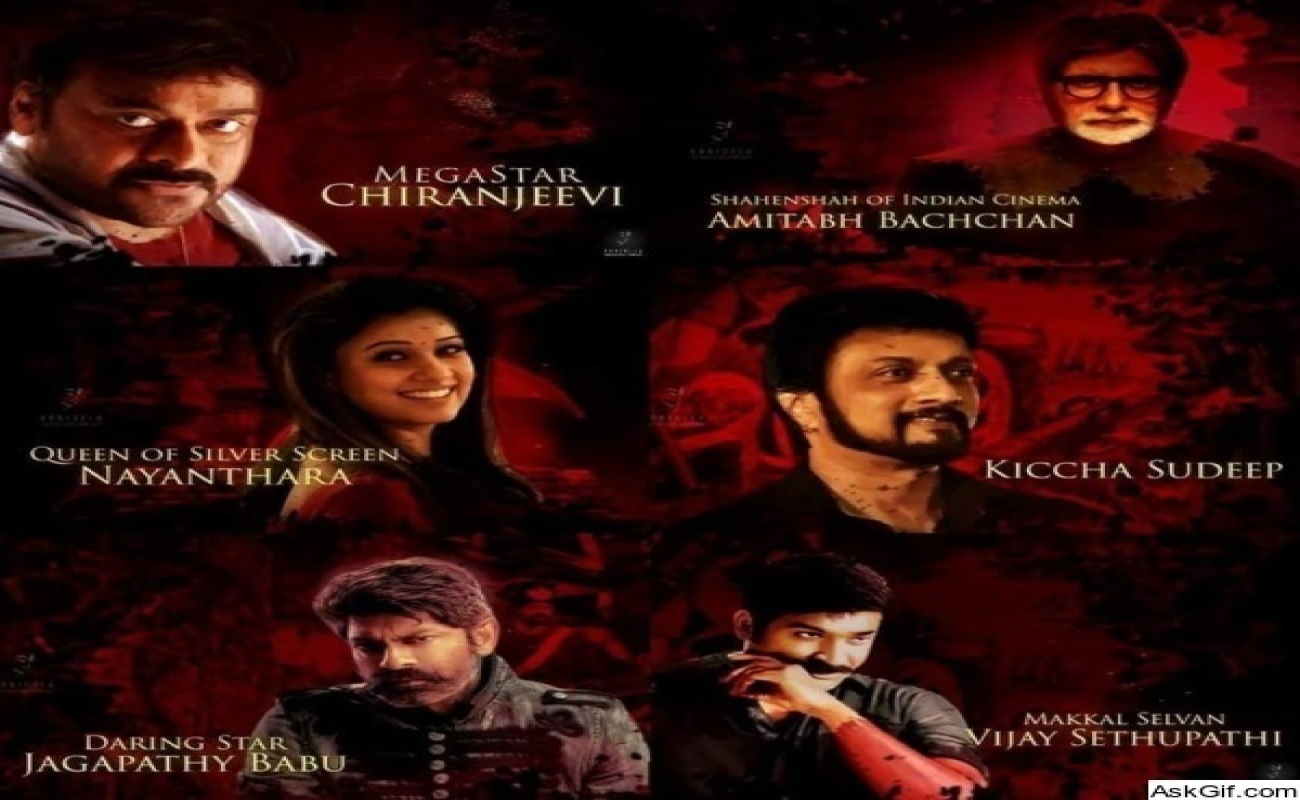 MEGASTAR
CHIRANJEEVI
SHAHENSHAH OF INDIAN CINEMA
AMITABH BACHCHAN
QUEEN OF SILVER SCREEN
NAYANTHARA
KICCHA SUDEEP
DARING STAR
JAGAPATHY BABU
MAKKAL SELVAN
VIJAY SETHUPATHI
AskGif.com